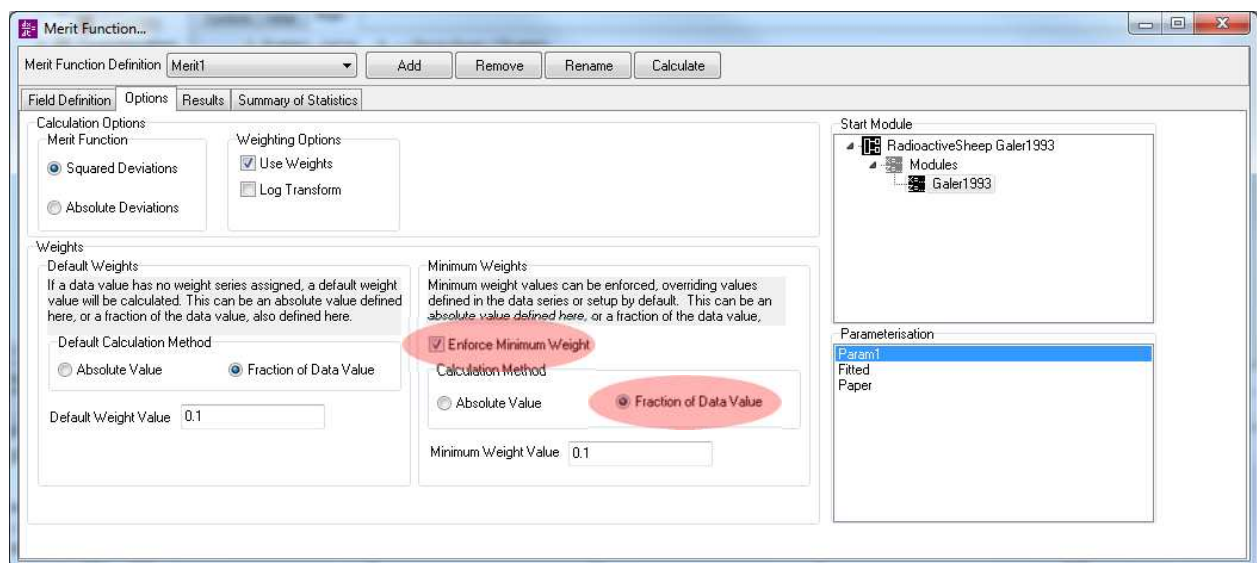 Merit Function...
Merit Function Definition Merit1 Add Remove Rename Calculate
Field Definition Options Results Summary of Statistics
Calculation Options
Merit Function
Squared Deviations
Absolute Deviations
Weighting Options
Use Weights
Log Transform
Weights
Default Weights
If a data value has no weight series assigned, a default weight
value will be calculated. This can be an absolute value defined
here, or a fraction of the data value, also defined here.
Default Calculation Method
Absolute Value Fraction of Data Value
Default Weight Value 0.1
Minimum Weights
Minimum weight values can be enforced, overriding values
defined in the data series or setup by default. This can be an
absolute value defined here, or a fraction of the data value,
Enforce Minimum Weight
Calculation Method
Absolute Value Fraction of Data Value
Minimum Weight Value 0.1
Start Module
RadioactiveSheep Galer1993
Modules
Galer1993
Parameterisation
Param1
Fitted
Paper